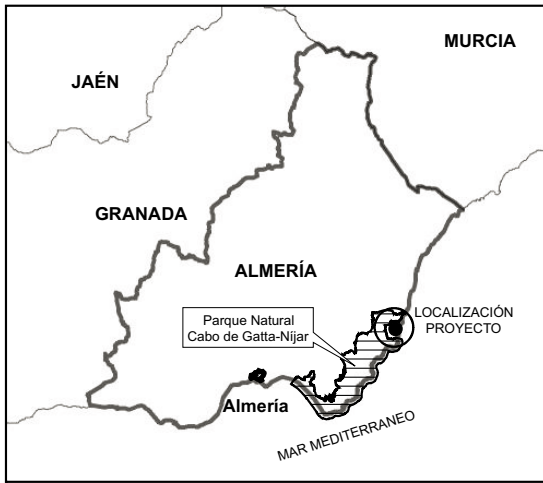 MURCIA
JAÉN
GRANADA
ALMERÍA
LOCALIZACIÓN
PROYECTO
Parque Natural
Cabo de Gatta-Níjar
Almería
MAR MEDITERRANEO